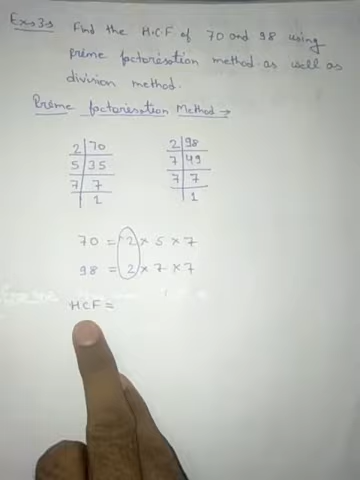 Ex:3:- Find the H.C.F of 70 and 98 using
prime factorisation method as well as
division method.
Prime factorisation Method →
2 | 70
5 | 35
7 | 7
1
2 | 98
7 | 49
7 | 7
1
70 = 2 × 5 × 7
98 = 2 × 7 × 7
HCF =